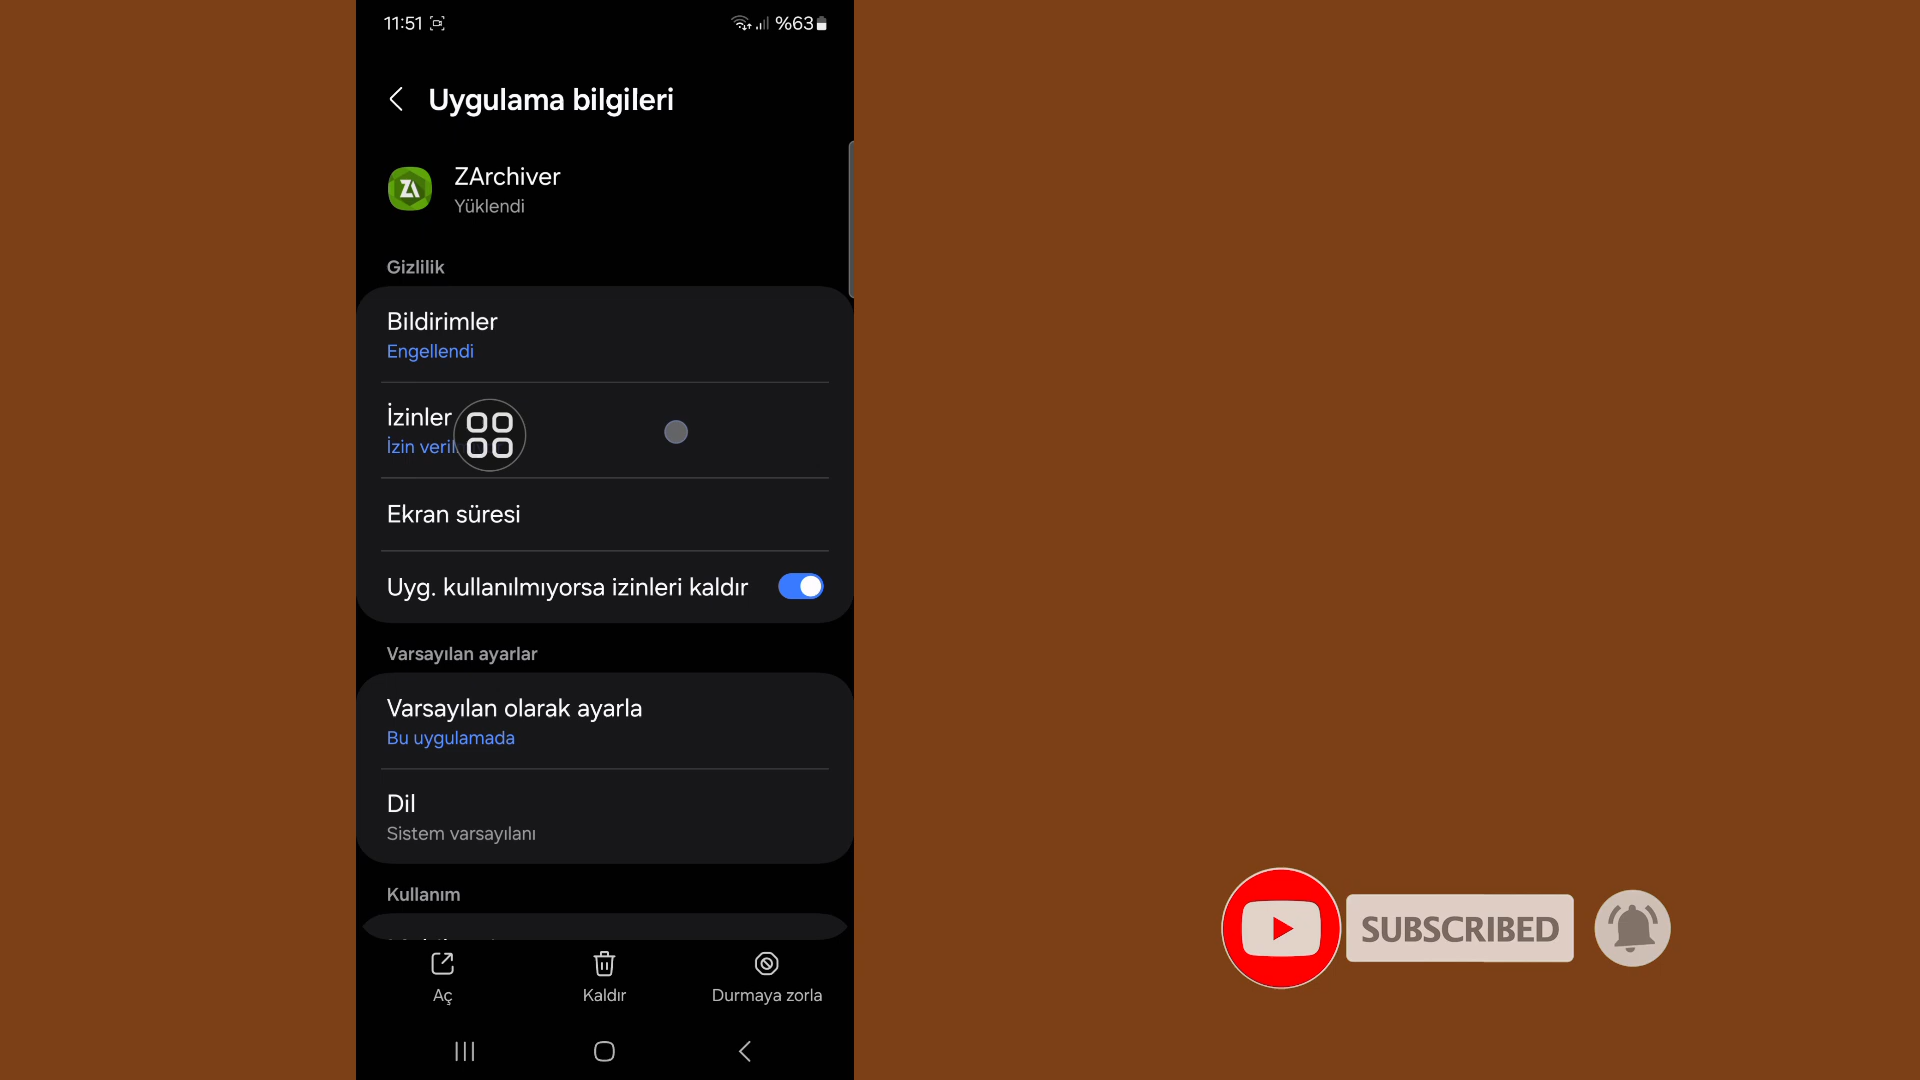 11:51 %63
Uygulama bilgileri
ZArchiver
Yüklendi
Gizlilik
Bildirimler
Engellendi
İzinler
İzin
Ekran süresi
Uyg. kullanılmıyorsa izinleri kaldır
Varsayılan ayarlar
Varsayılan olarak ayarla
Bu uygulamada
Dil
Sistem varsayılanı
Kullanım
Aç Kaldır Durmaya zorla
SUBSCRIBED